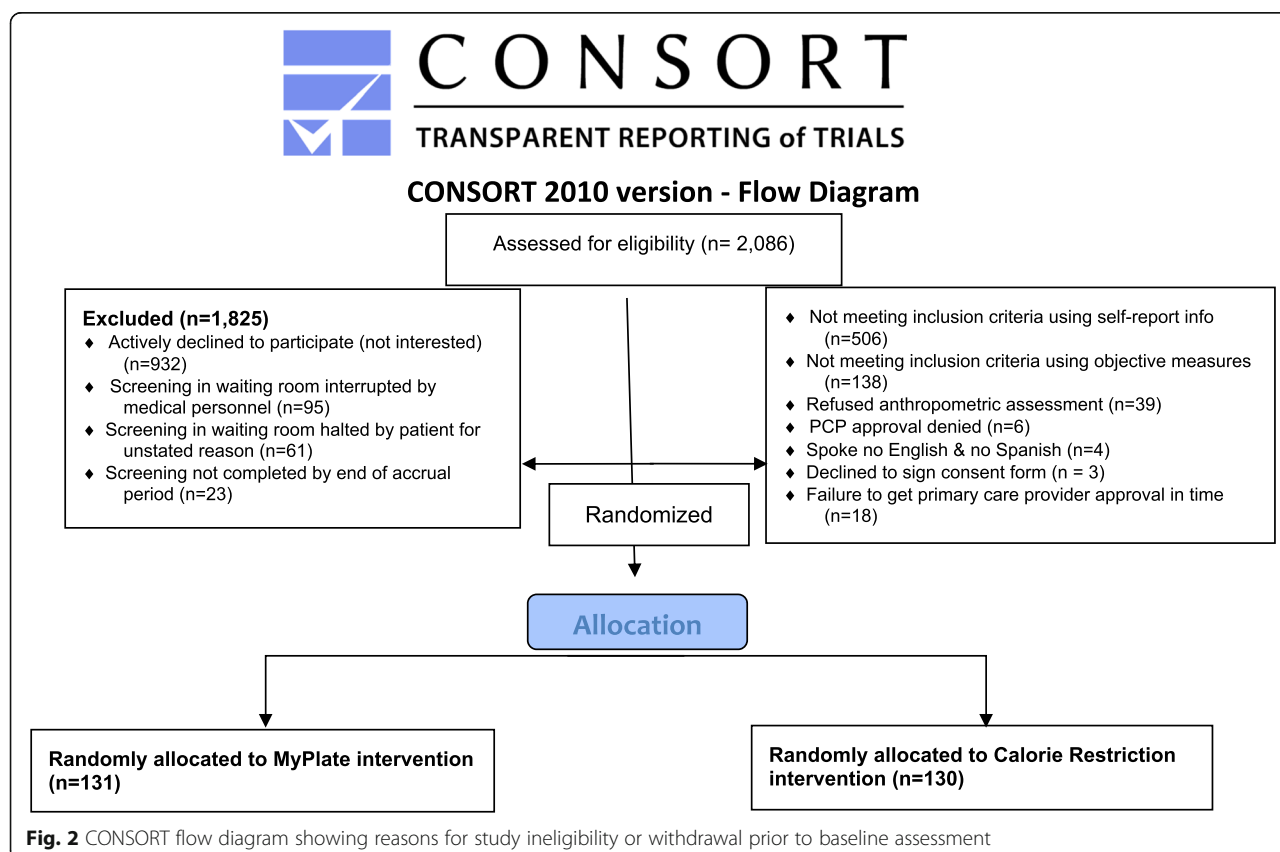 CONSORT
TRANSPARENT REPORTING of TRIALS
CONSORT 2010 version - Flow Diagram
Assessed for eligibility (n= 2,086)
Excluded (n=1,825)
♦ Actively declined to participate (not interested)
(n=932)
♦ Screening in waiting room interrupted by
medical personnel (n=95)
♦ Screening in waiting room halted by patient for
unstated reason (n=61)
♦ Screening not completed by end of accrual
period (n=23)
♦ Not meeting inclusion criteria using self-report info
(n=506)
♦ Not meeting inclusion criteria using objective measures
(n=138)
♦ Refused anthropometric assessment (n=39)
♦ PCP approval denied (n=6)
♦ Spoke no English & no Spanish (n=4)
♦ Declined to sign consent form (n = 3)
♦ Failure to get primary care provider approval in time
(n=18)
Randomized
Allocation
Randomly allocated to MyPlate intervention
(n=131)
Randomly allocated to Calorie Restriction
intervention (n=130)
Fig. 2 CONSORT flow diagram showing reasons for study ineligibility or withdrawal prior to baseline assessment